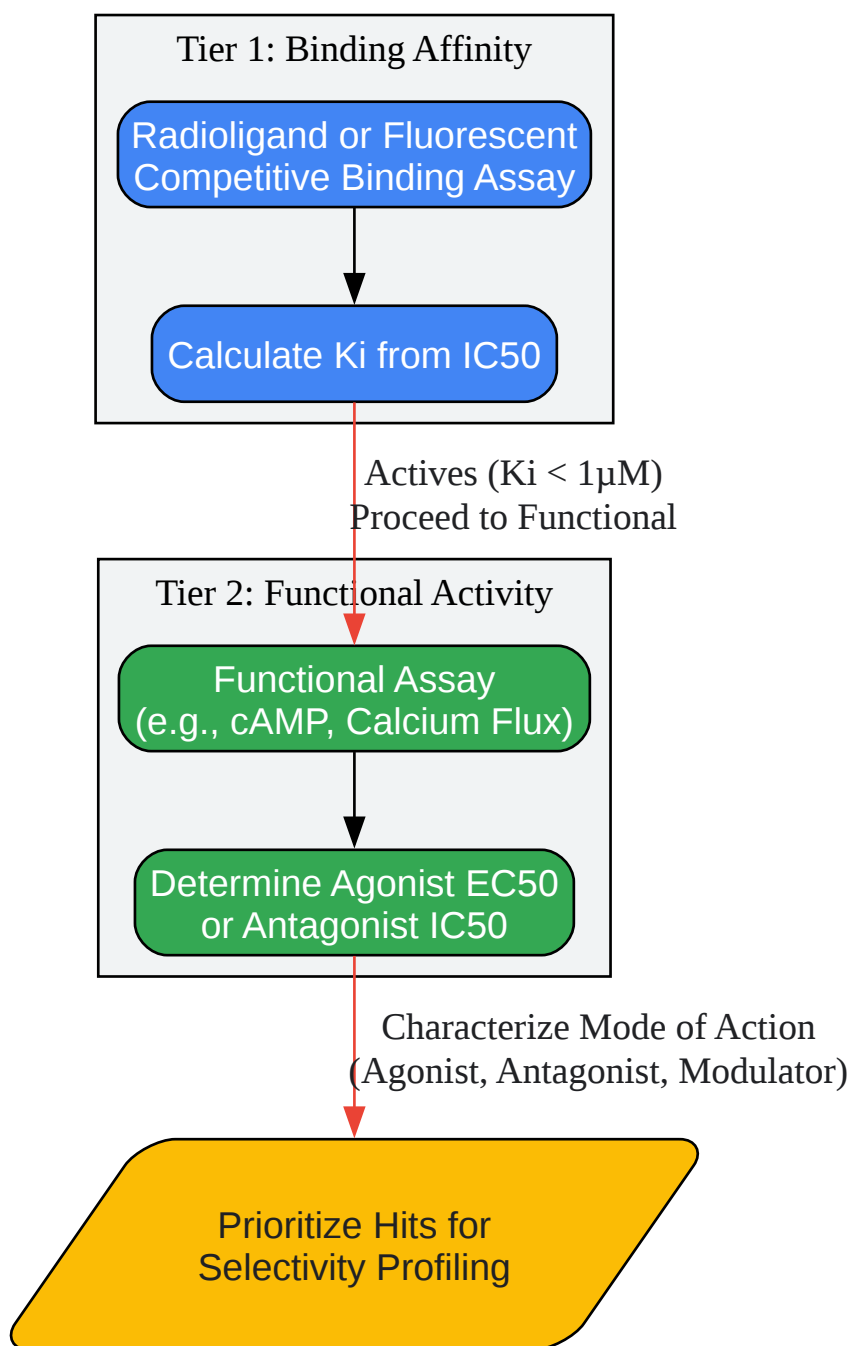 Tier 1: Binding Affinity
Radioligand or Fluorescent
Competitive Binding Assay
Calculate Ki from IC50
Actives (Ki < 1µM)
Proceed to Functional
Tier 2: Functional Activity
Functional Assay
(e.g., cAMP, Calcium Flux)
Determine Agonist EC50
or Antagonist IC50
Characterize Mode of Action
(Agonist, Antagonist, Modulator)
Prioritize Hits for
Selectivity Profiling